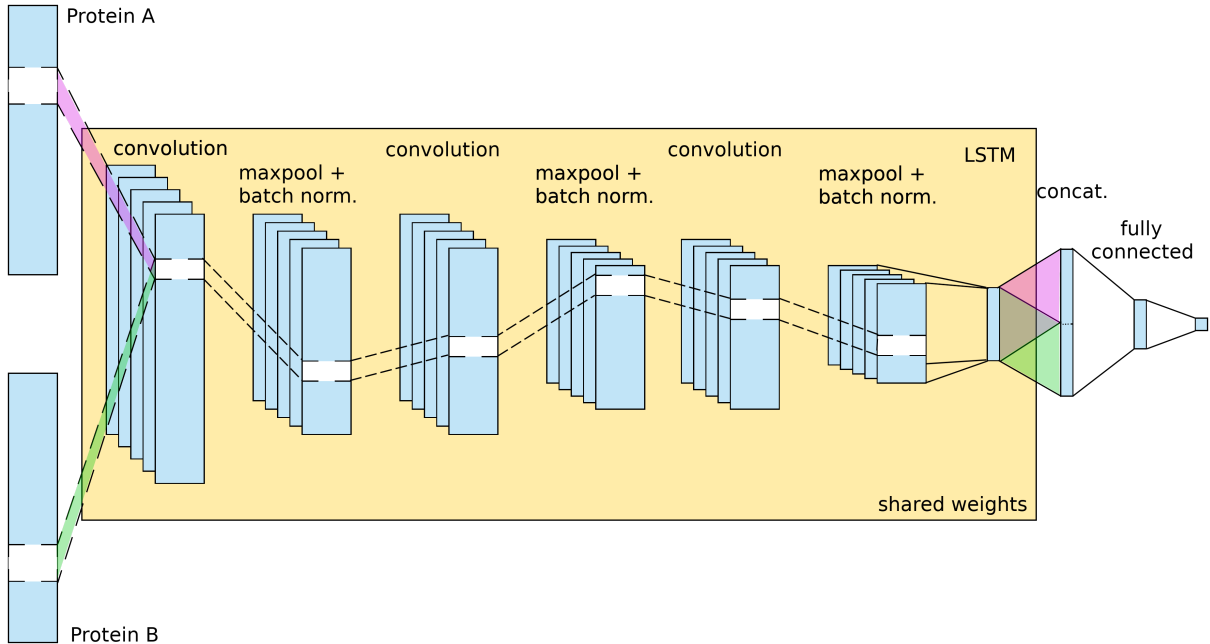 Protein A
convolution
maxpool +
batch norm.
convolution
maxpool +
batch norm.
convolution
maxpool +
batch norm.
LSTM
concat.
fully
connected
shared weights
Protein B